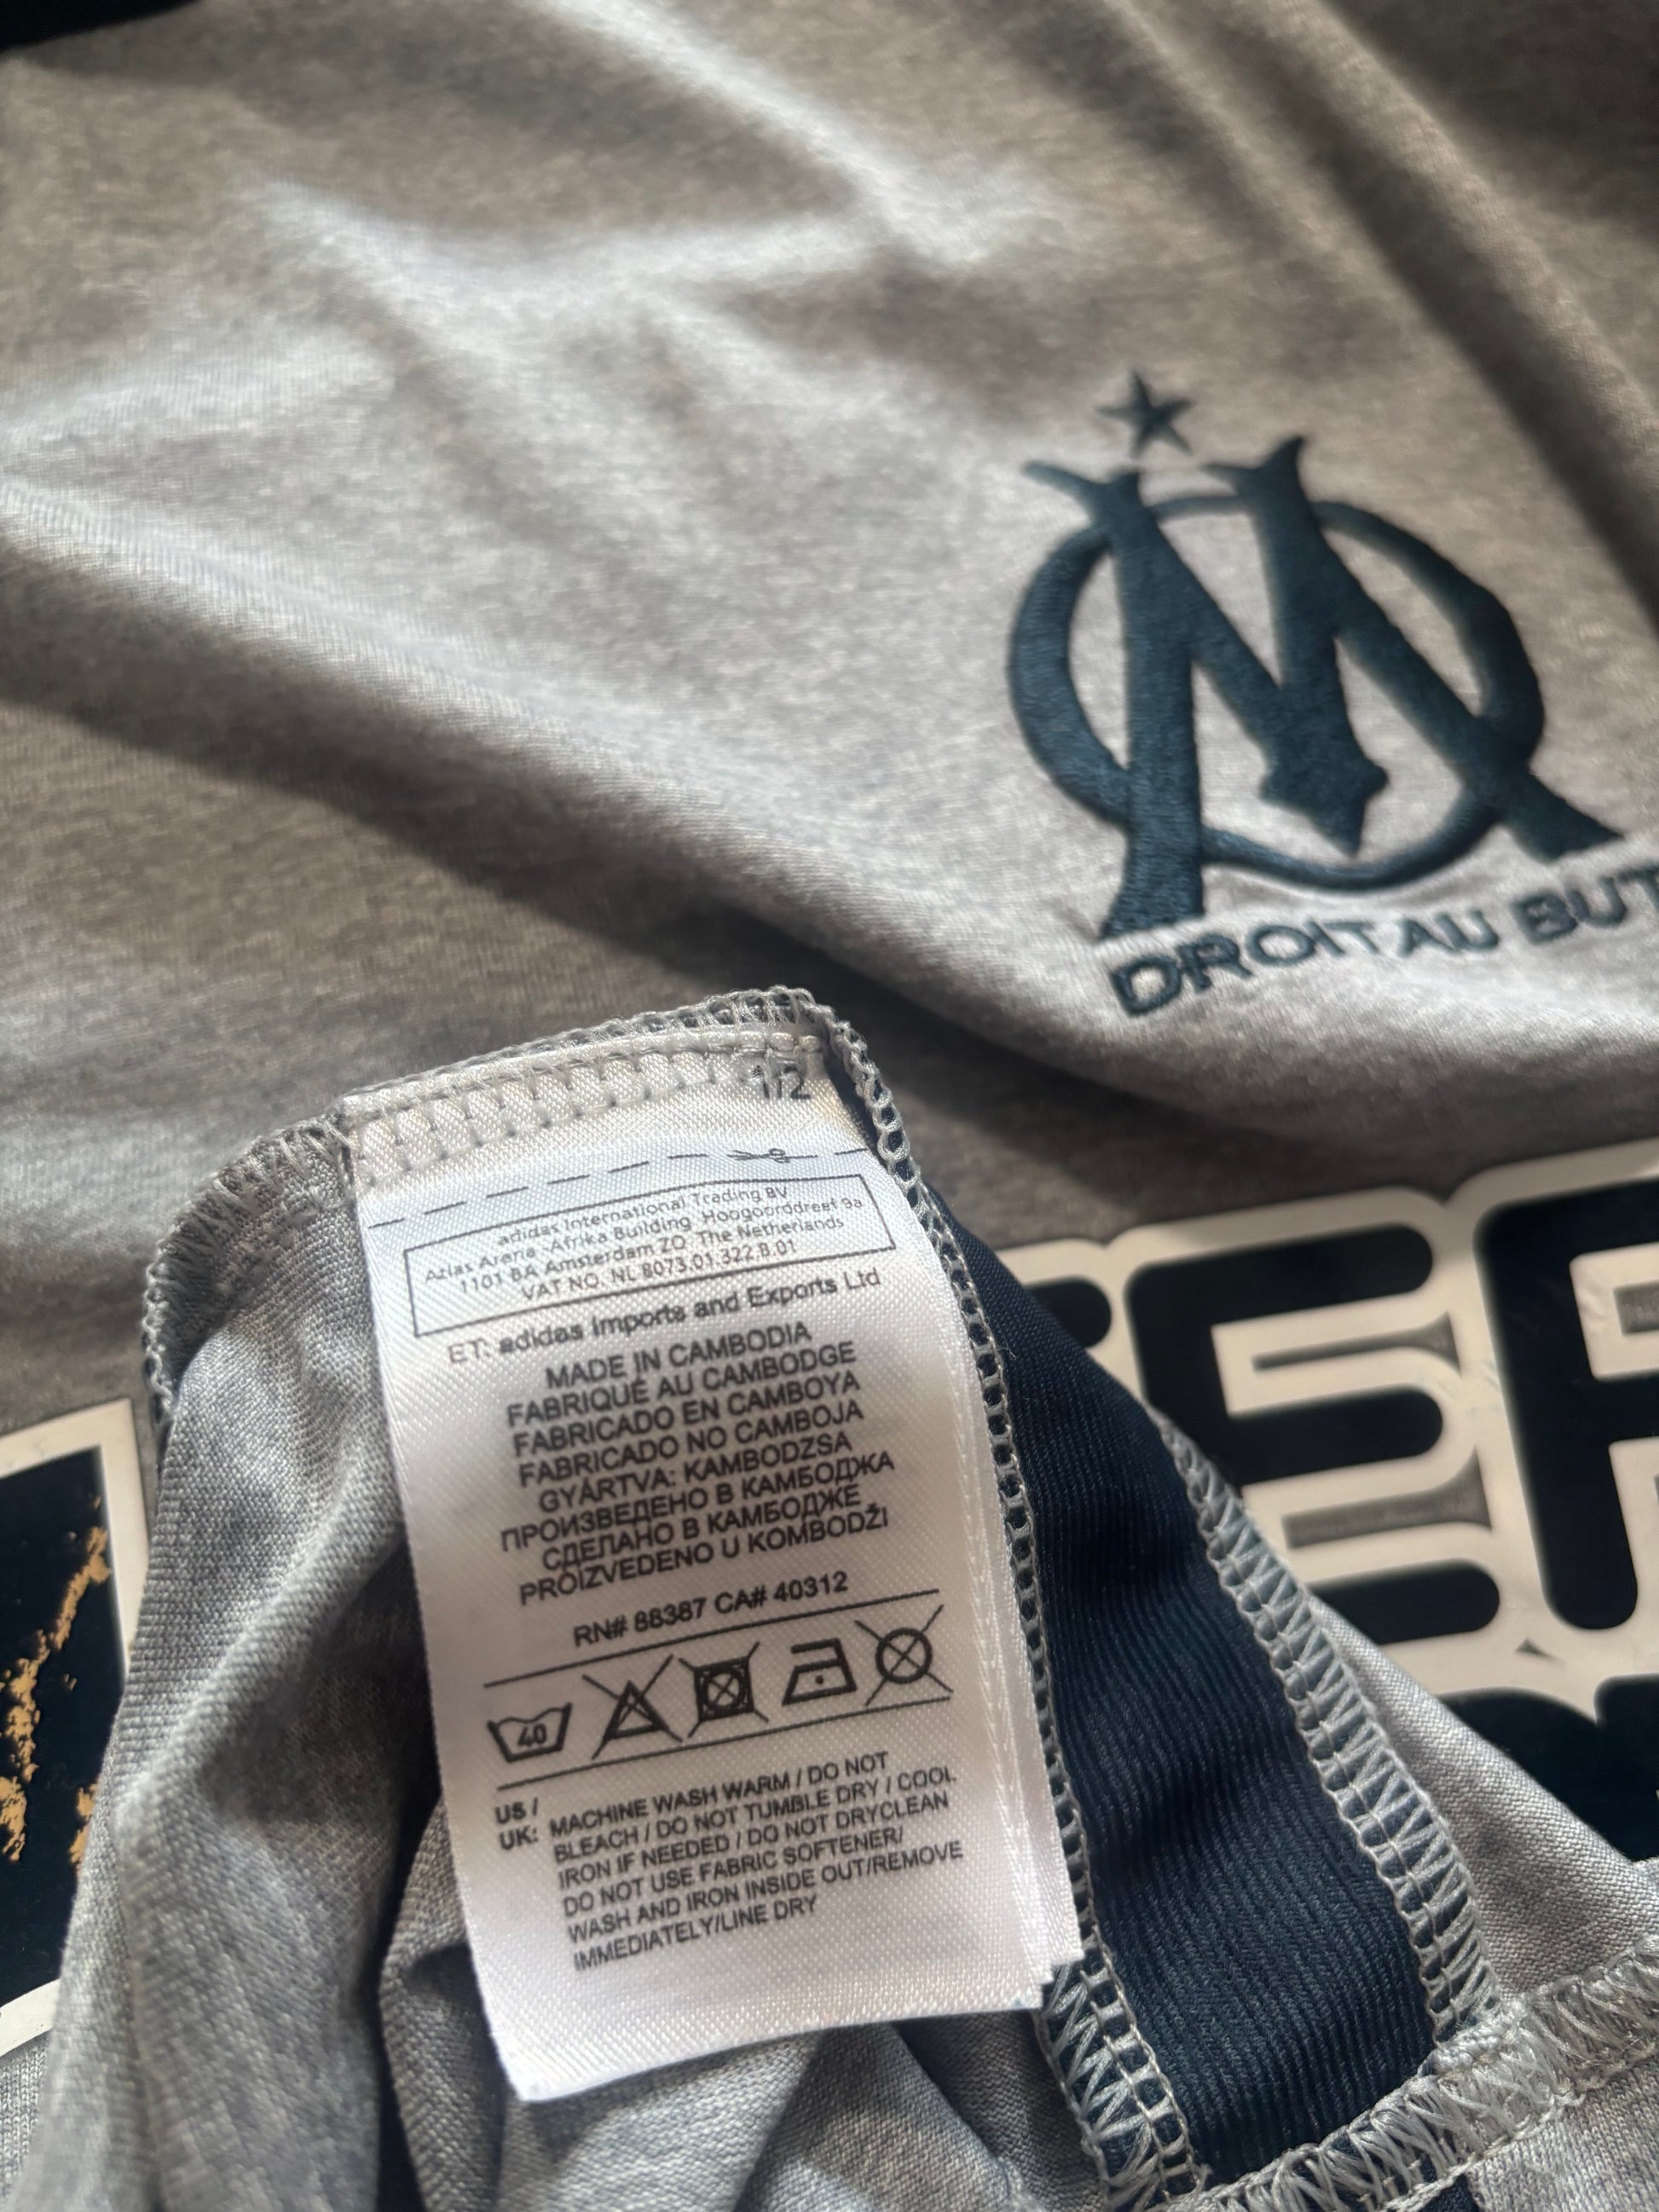 DROIT AU BUT
1/2
adidas International Trading BV
Atlas Arena -Afrika Building Hoogoorddreef 9a
1101 BA Amsterdam ZO, The Netherlands
VAT NO. NL 8073.01.322.B.01
ET: adidas Imports and Exports Ltd
MADE IN CAMBODIA
FABRIQUÉ AU CAMBODGE
FABRICADO EN CAMBOYA
FABRICADO NO CAMBOJA
GYÁRTVA: KAMBODZSA
ПРОИЗВЕДЕНО В КАМБОДЖА
СДЕЛАНО В КАМБОДЖЕ
PROIZVEDENO U KOMBODŽI
RN# 88387 CA# 40312
40
US / UK: MACHINE WASH WARM / DO NOT
BLEACH / DO NOT TUMBLE DRY / COOL
IRON IF NEEDED / DO NOT DRYCLEAN
DO NOT USE FABRIC SOFTENER/
WASH AND IRON INSIDE OUT/REMOVE
IMMEDIATELY/LINE DRY